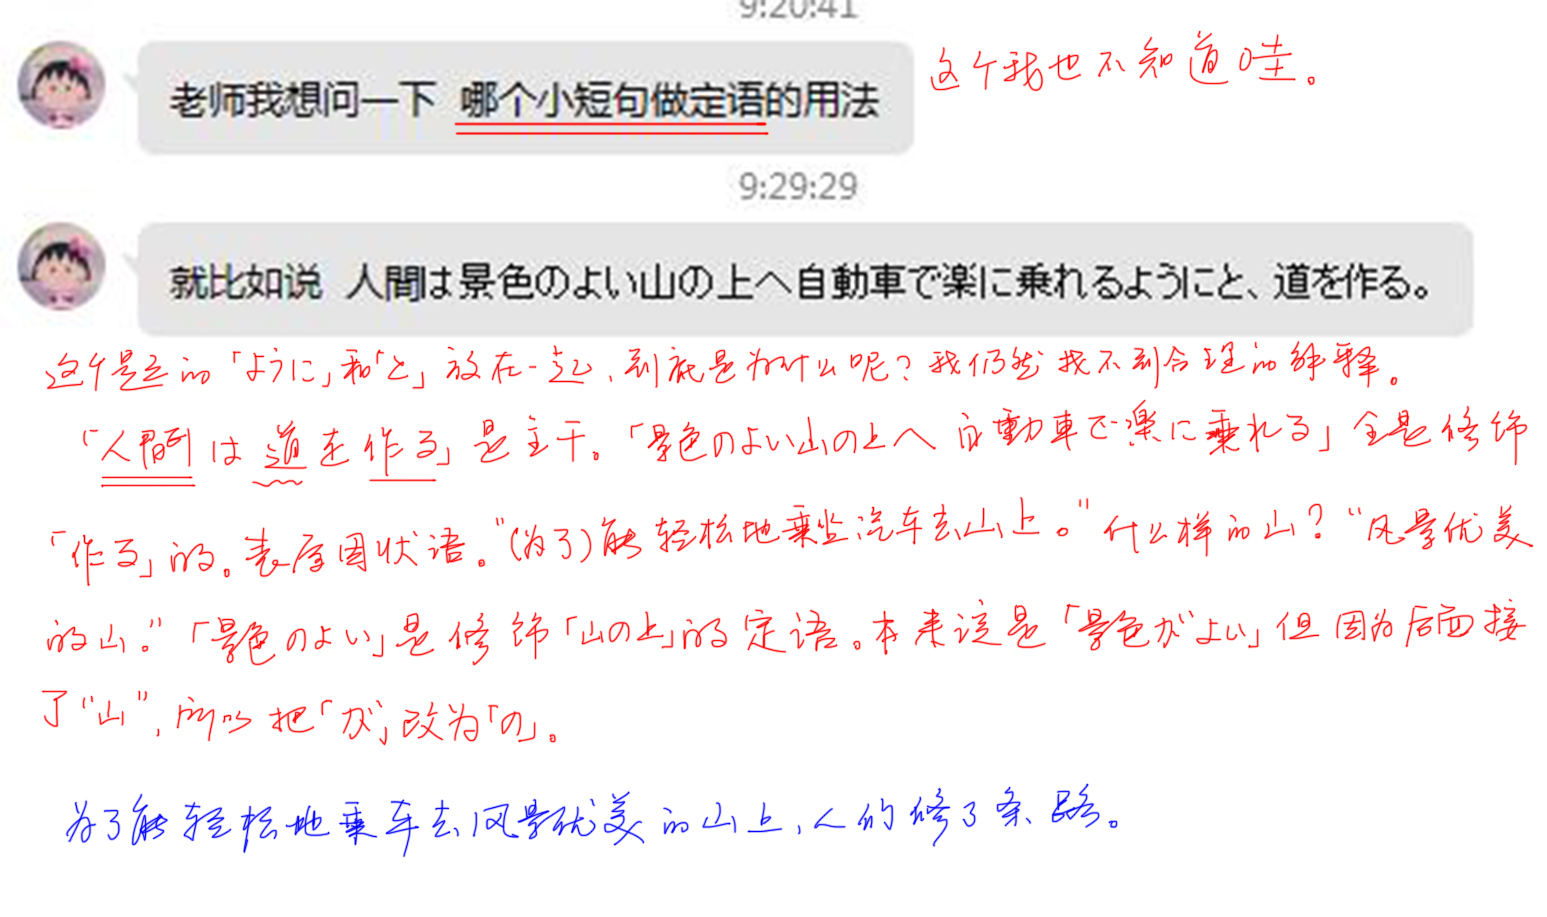 9:20:41
老师我想问一下 哪个小短句做定语的用法
这个我也不知道哇。
9:29:29
就比如说 人間は景色のよい山の上へ自動車で楽に乗れるようにと、道を作る。
这个是立的「ように」和「と」放在一起,到底是为什么呢?我仍然找不到合理的解释。
「人間は道を作る」是主干。「景色のよい山の上へ自動車で楽に乗れる」全是修饰
「作る」的。表原因状语。“(为了)能轻松地乘坐汽车去山上。”什么样的山?“风景优美
的山。”「景色のよい」是修饰「山の上」的定语。本来该是「景色がよい」但因为后面接
了“山”,所以把「が」改为「の」。
为了能轻松地乘车去风景优美的山上,人们修了条路。